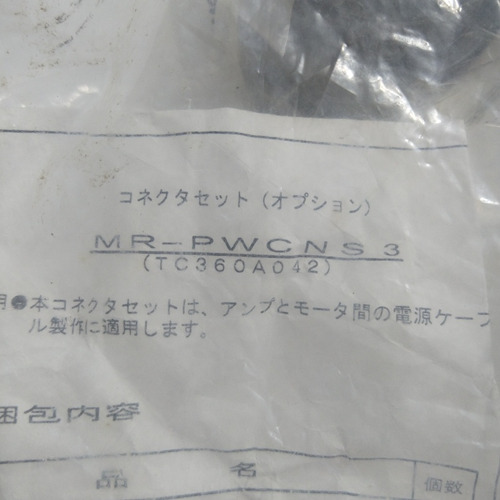 コネクタセット（オプション）
MR-PWCNS3
(TC360A042)
用●本コネクタセットは、アンプとモータ間の電源ケーブ
ル製作に適用します。
梱包内容
品 名
個数